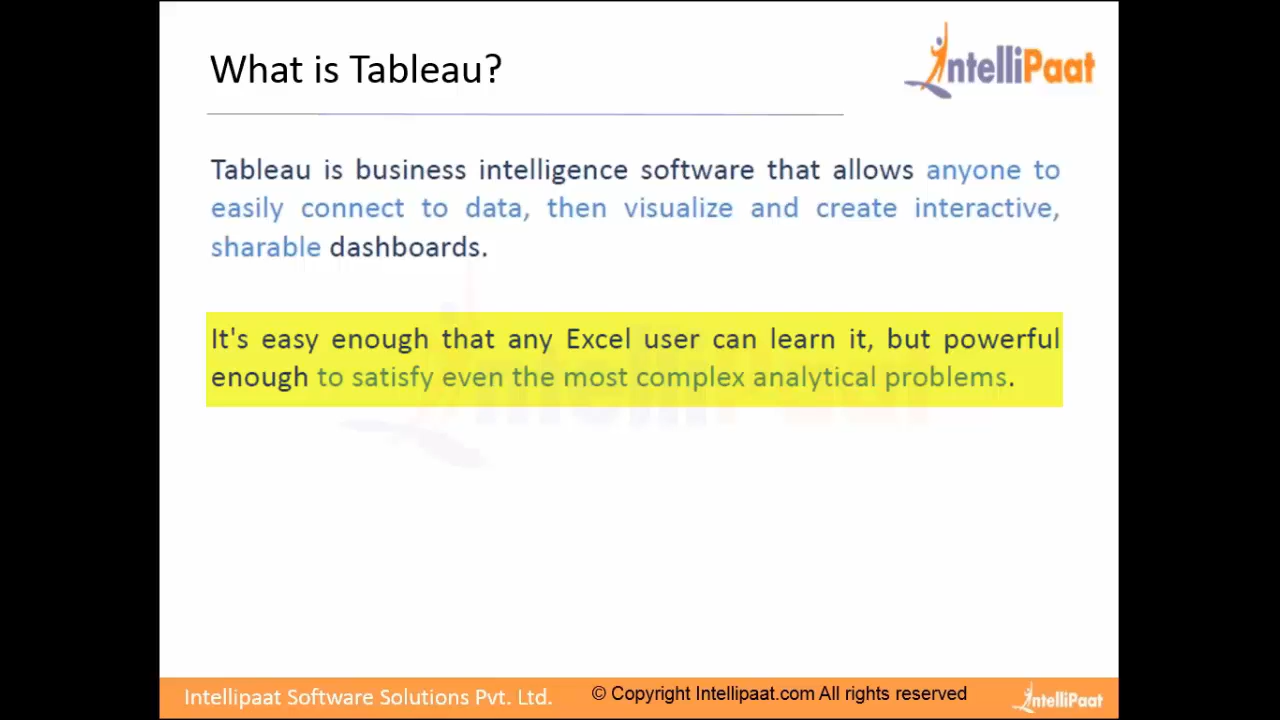 What is Tableau?
IntelliPaat
Tableau is business intelligence software that allows anyone to
easily connect to data, then visualize and create interactive,
sharable dashboards.
It's easy enough that any Excel user can learn it, but powerful
enough to satisfy even the most complex analytical problems.
IntelliPaat
Intellipaat Software Solutions Pvt. Ltd.
© Copyright Intellipaat.com All rights reserved
IntelliPaat